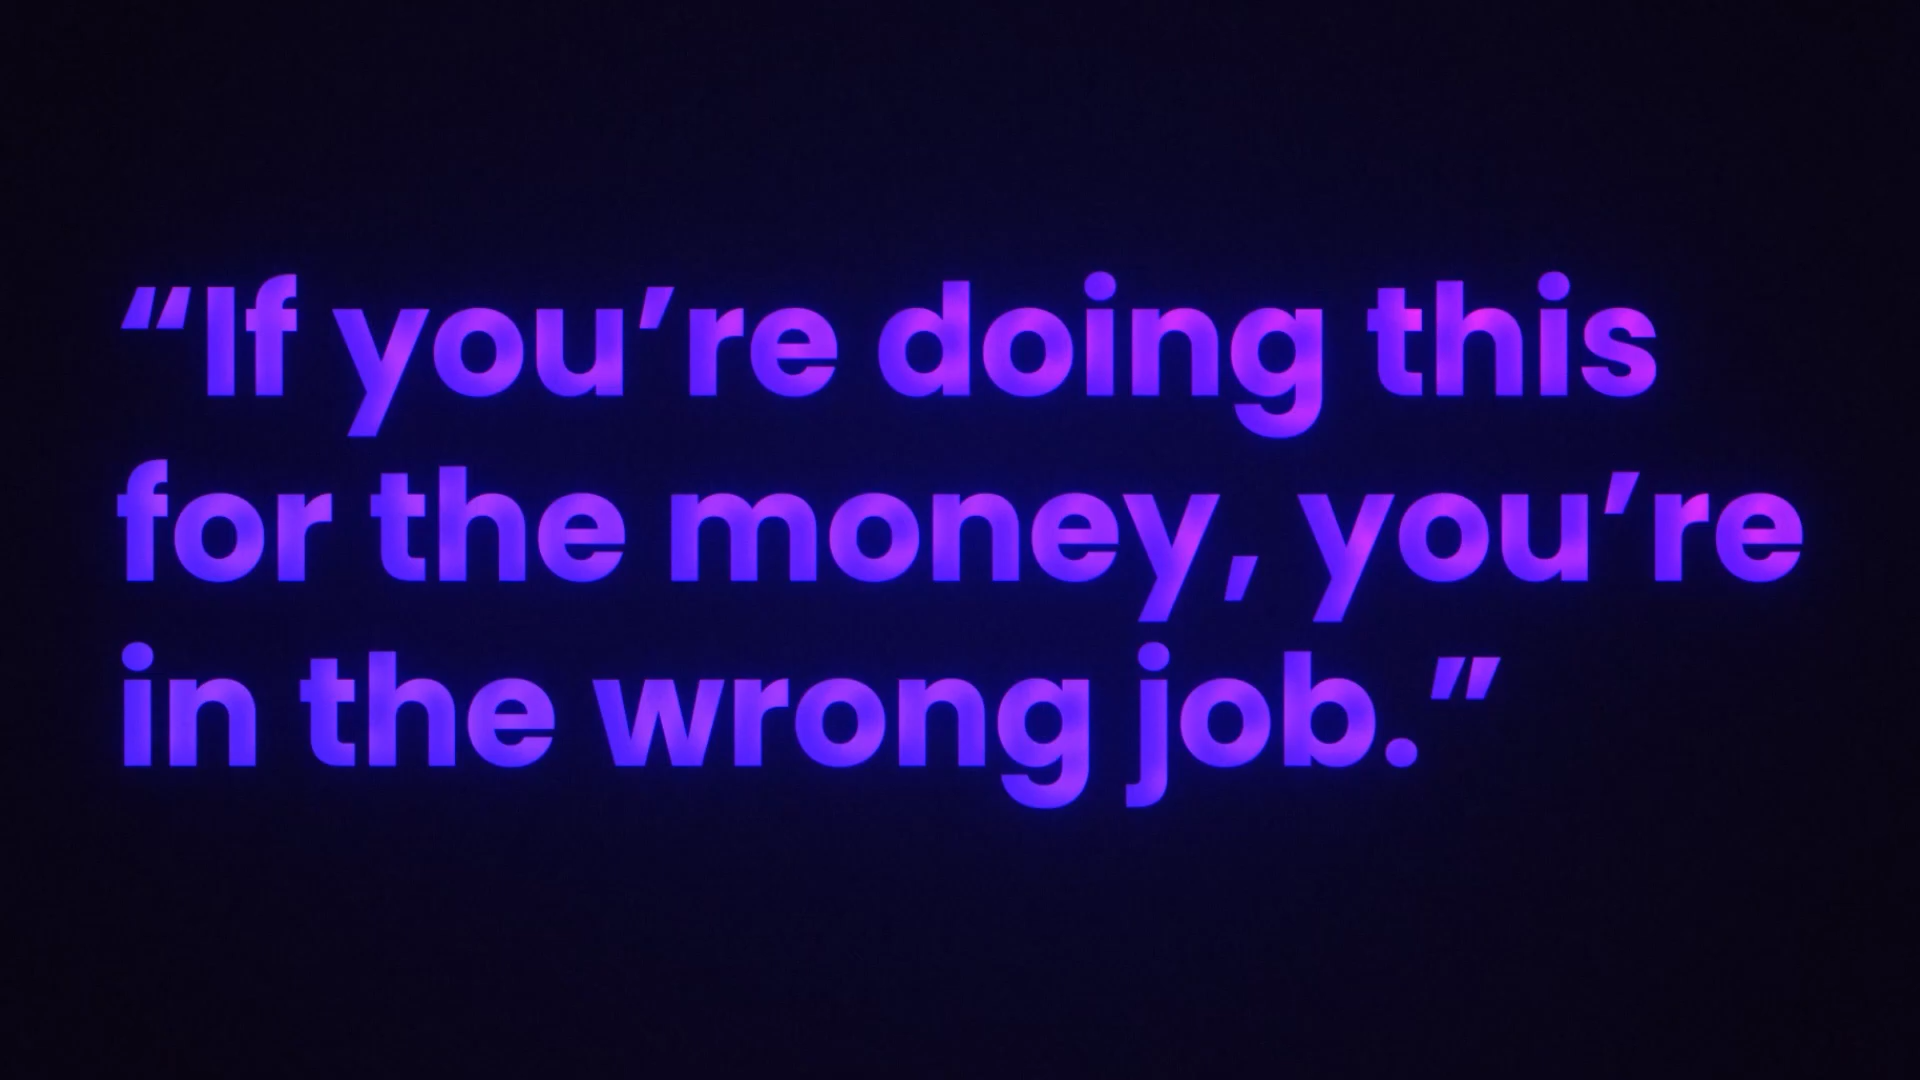 “If you’re doing this
for the money, you’re
in the wrong job.”